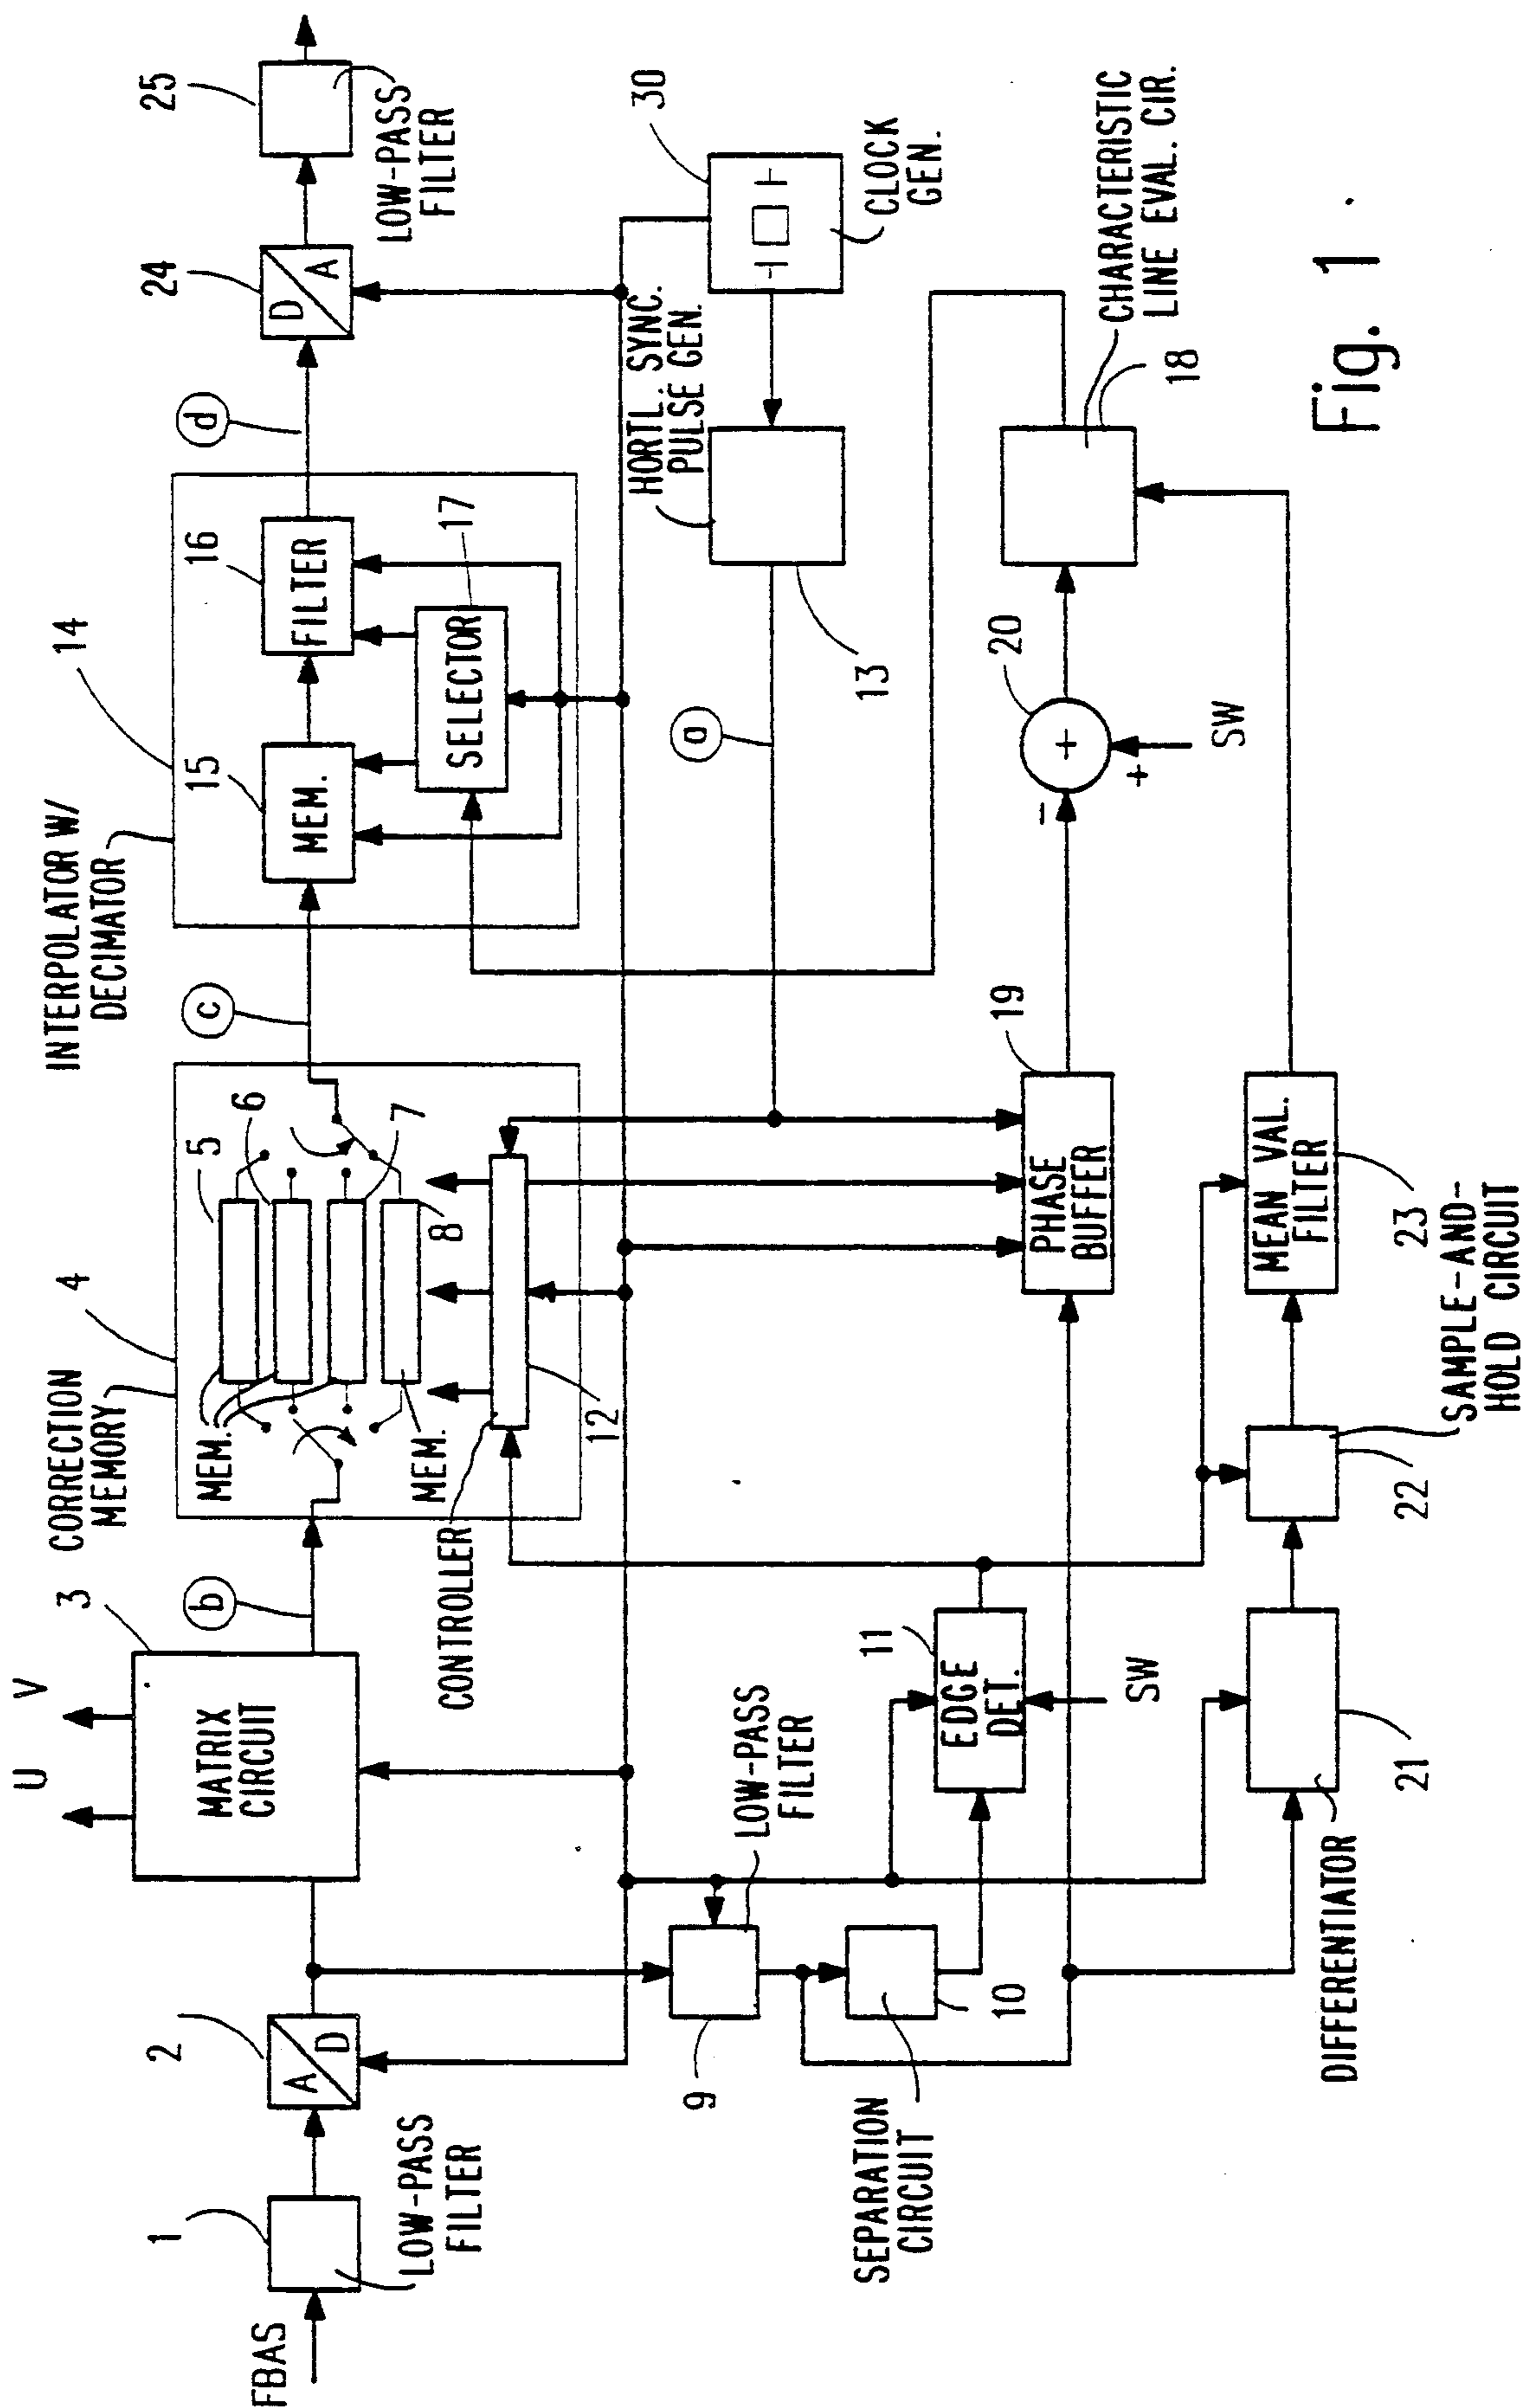 FBAS
1
LOW-PASS
FILTER
2
A
D
U
V
3
MATRIX
CIRCUIT
b
CORRECTION
MEMORY
4
MEM.
5
6
7
8
MEM.
CONTROLLER
12
c
INTERPOLATOR W/
DECIMATOR
14
15
MEM.
16
FILTER
17
SELECTOR
d
24
D
A
25
LOW-PASS
FILTER
30
CLOCK
GEN.
HORTL. SYNC.
PULSE GEN.
13
a
9
LOW-PASS
FILTER
10
SEPARATION
CIRCUIT
11
EDGE
DET.
SW
19
PHASE
BUFFER
20
+
−
+
SW
18
CHARACTERISTIC
LINE EVAL. CIR.
21
DIFFERENTIATOR
22
SAMPLE-AND-
HOLD CIRCUIT
23
MEAN VAL.
FILTER
Fig. 1